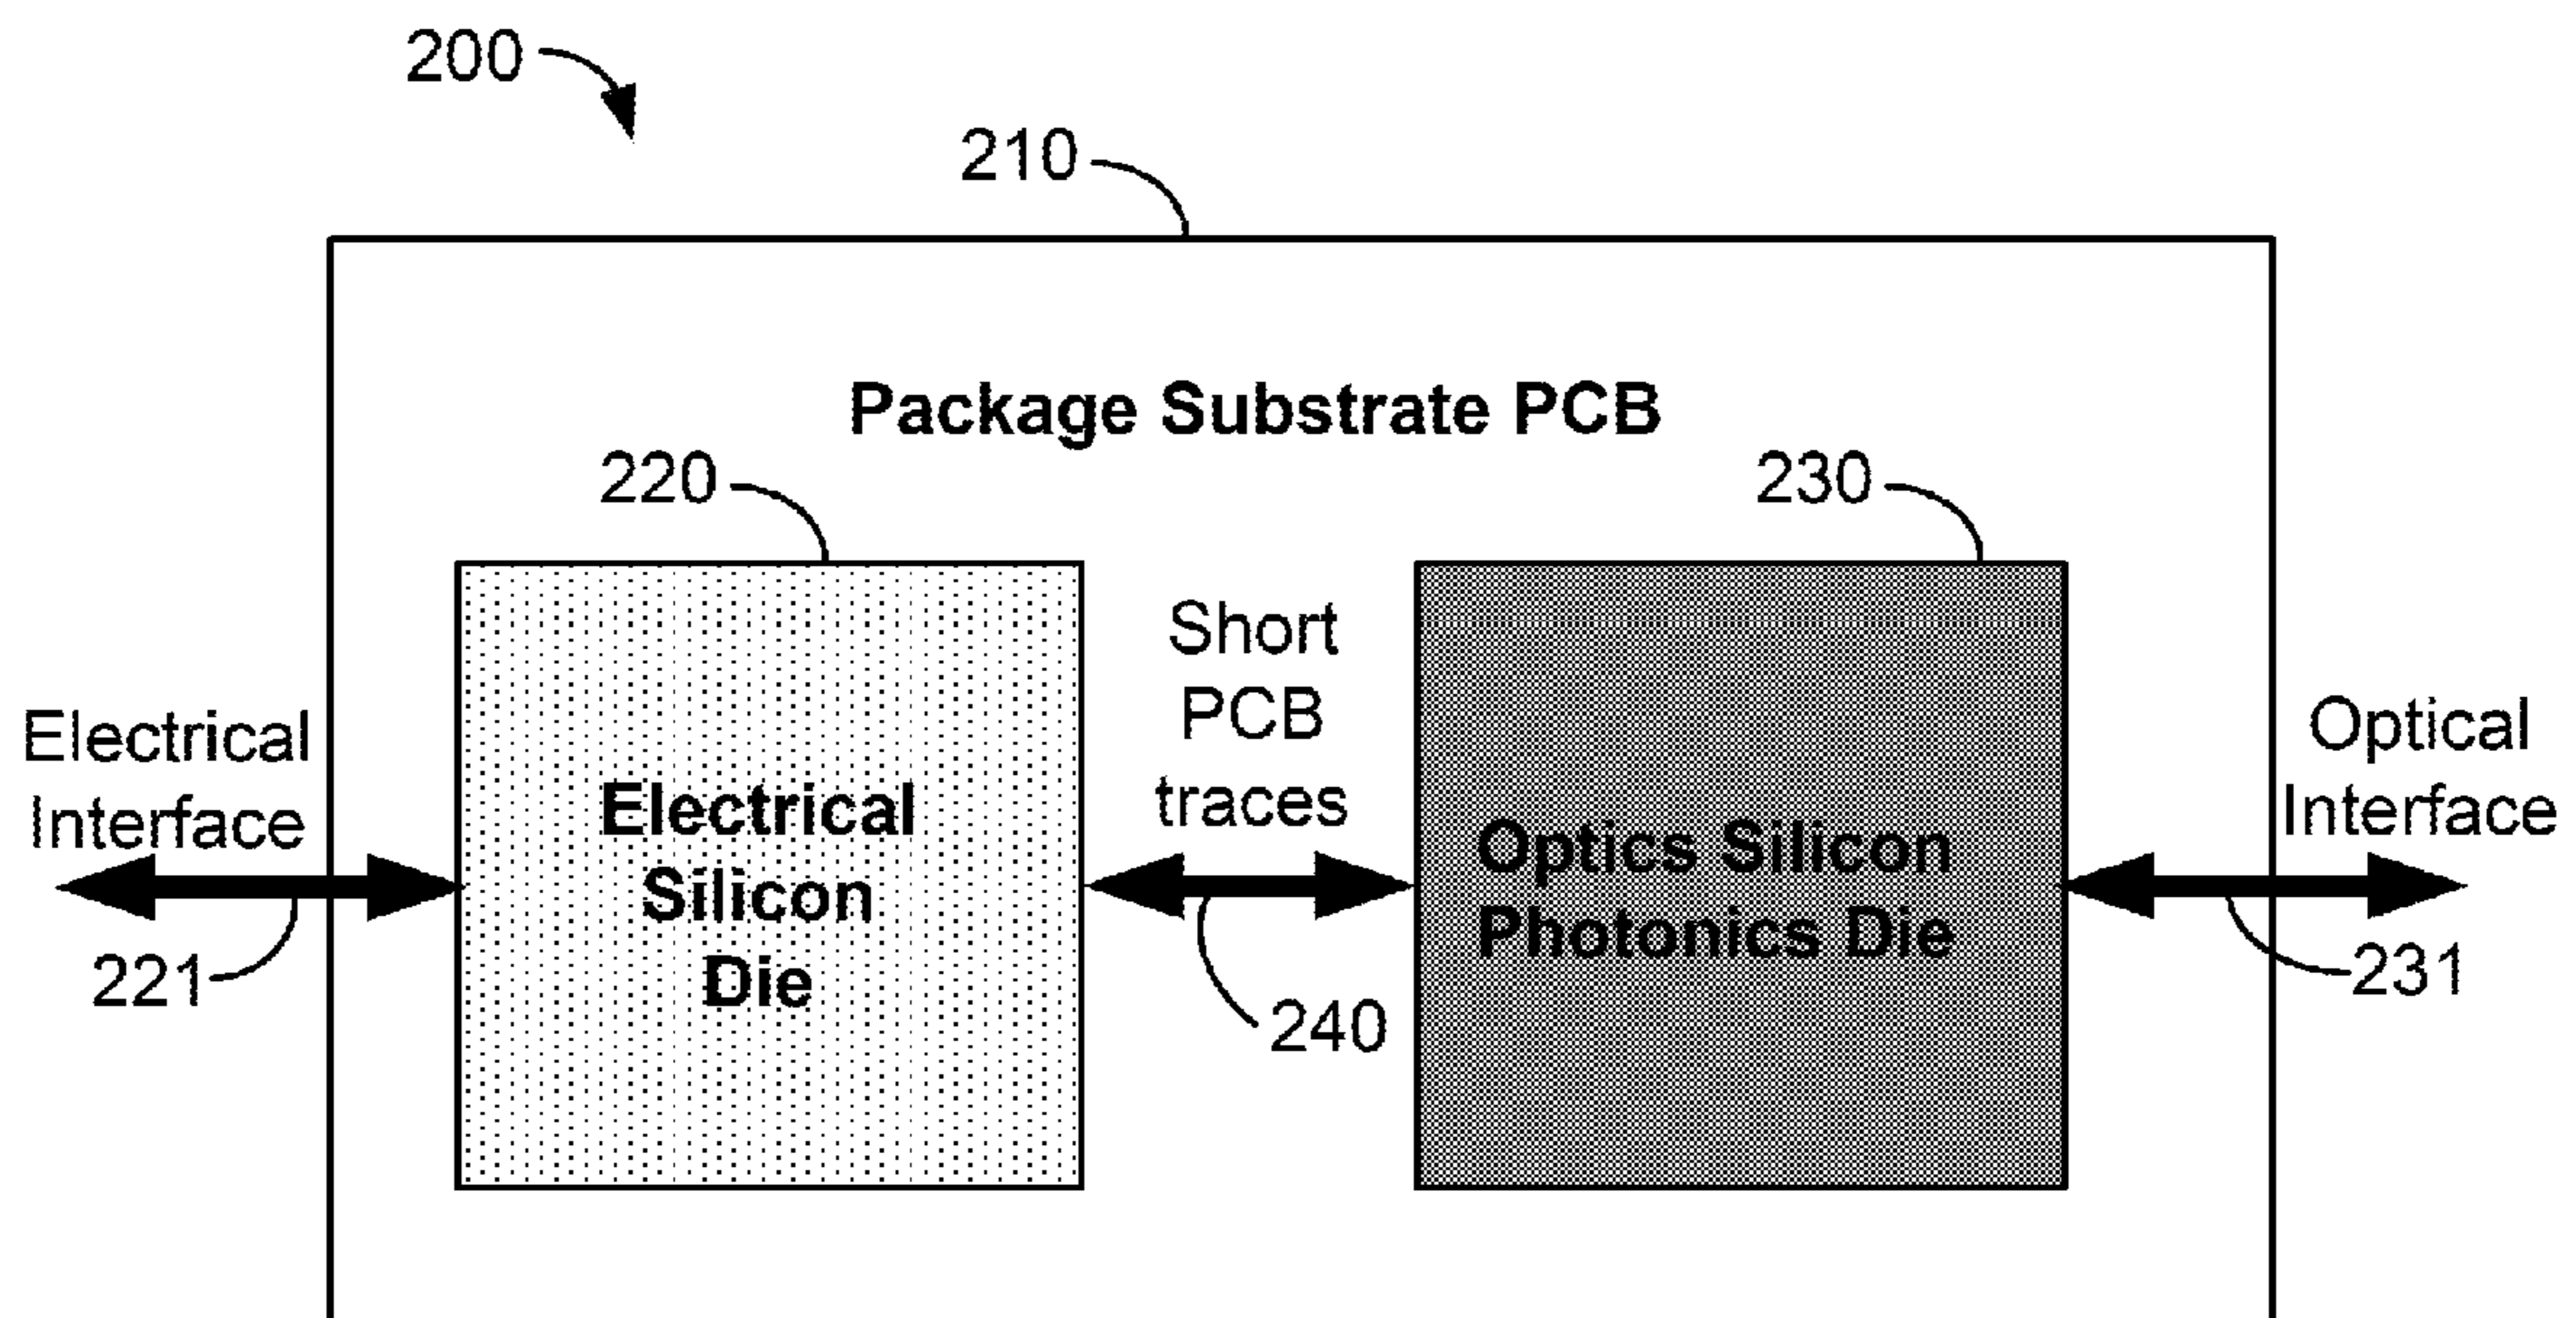 200
210
Package Substrate PCB
220
230
Electrical
Interface
221
Electrical
Silicon
Die
Short
PCB
traces
240
Optics Silicon
Photonics Die
Optical
Interface
231